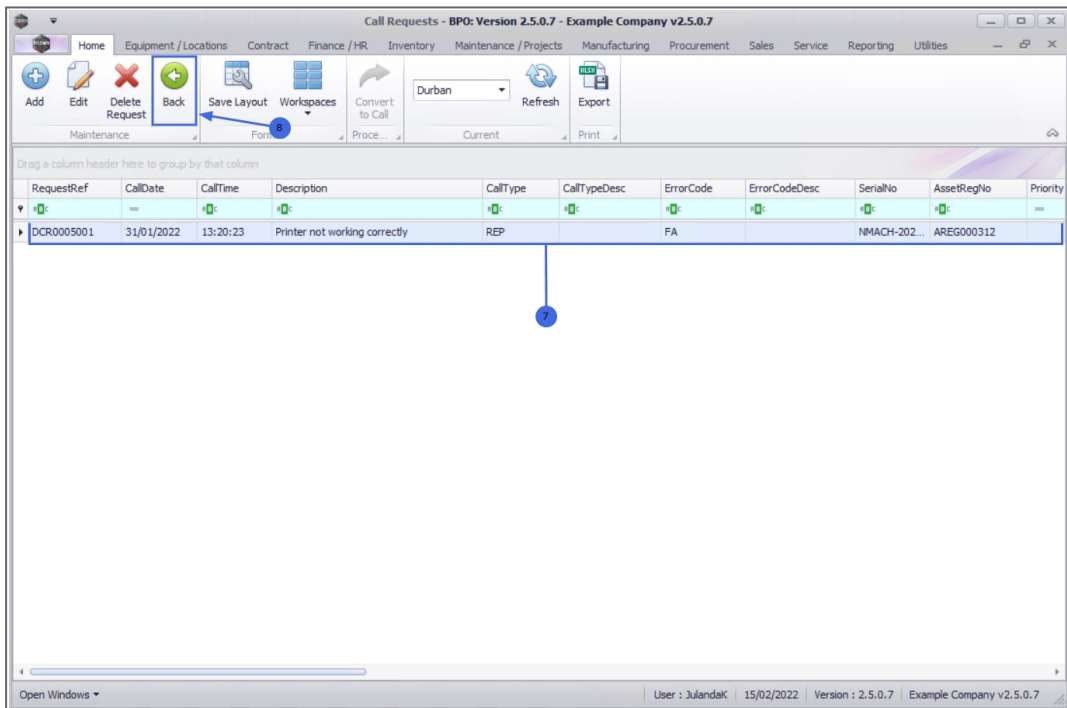 Call Requests - BPO: Version 2.5.0.7 - Example Company v2.5.0.7
Home Equipment / Locations Contract Finance / HR Inventory Maintenance / Projects Manufacturing Procurement Sales Service Reporting Utilities
Add Edit Delete Request Back Save Layout Workspaces Convert to Call Durban Refresh Export
8
Maintenance Form Proce... Current Print
Drag a column header here to group by that column
RequestRef CallDate CallTime Description CallType CallTypeDesc ErrorCode ErrorCodeDesc SerialNo AssetRegNo Priority
DCR0005001 31/01/2022 13:20:23 Printer not working correctly REP FA NMACH-202... AREG000312
7
Open Windows User : JulandaK 15/02/2022 Version : 2.5.0.7 Example Company v2.5.0.7